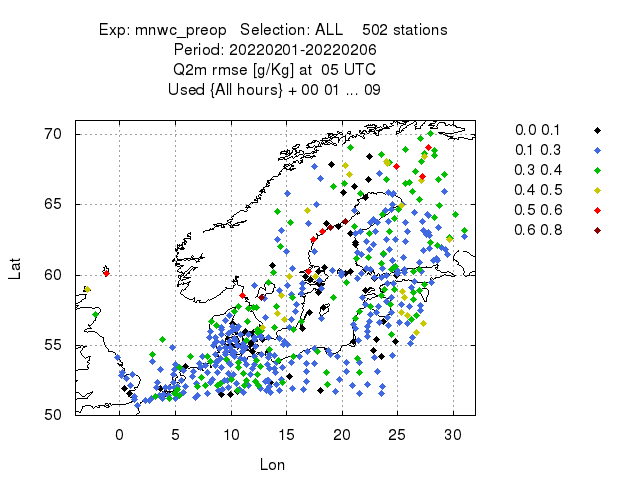 Exp: mnwc_preop   Selection: ALL    502 stations
Period: 20220201-20220206
Q2m rmse [g/Kg] at  05 UTC
Used {All hours} + 00 01 ... 09
0.0 0.1
0.1 0.3
0.3 0.4
0.4 0.5
0.5 0.6
0.6 0.8
70
65
60
55
50
Lat
0 5 10 15 20 25 30
Lon